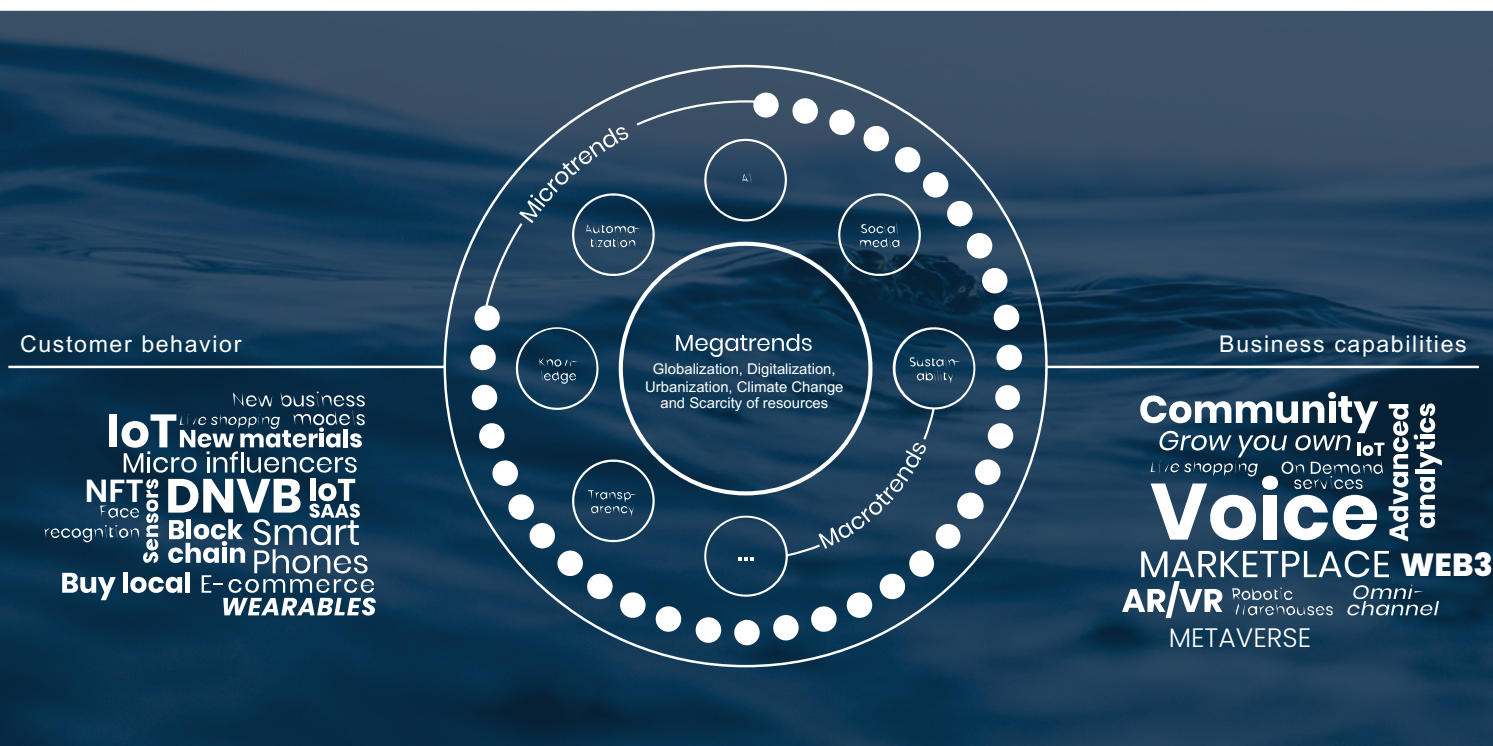 Microtrends
AI
Automa-
tization
Social
media
Customer behavior
Business capabilities
Megatrends
Globalization, Digitalization,
Urbanization, Climate Change
and Scarcity of resources
Know-
ledge
Sustain-
ability
Transp-
arency
...
Macrotrends
New business
models
IoT
Live shopping
New materials
Micro influencers
NFT
Sensors
DNVB
IoT
SAAS
Face
recognition
Block
chain
Smart
Phones
Buy local
E-commerce
WEARABLES
Community
Advanced
analytics
Grow you own
IoT
Live shopping
On Demand
services
Voice
MARKETPLACE
WEB3
AR/VR
Robotic
Warehouses
Omni-
channel
METAVERSE